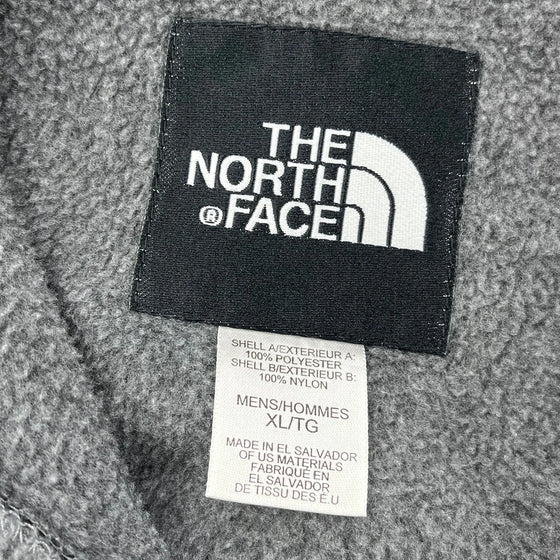 THE
NORTH
®FACE
SHELL A/EXTERIEUR A:
100% POLYESTER
SHELL B/EXTERIEUR B:
100% NYLON
MENS/HOMMES
XL/TG
MADE IN EL SALVADOR
OF US MATERIALS
FABRIQUÉ EN
EL SALVADOR
DE TISSU DES É.U